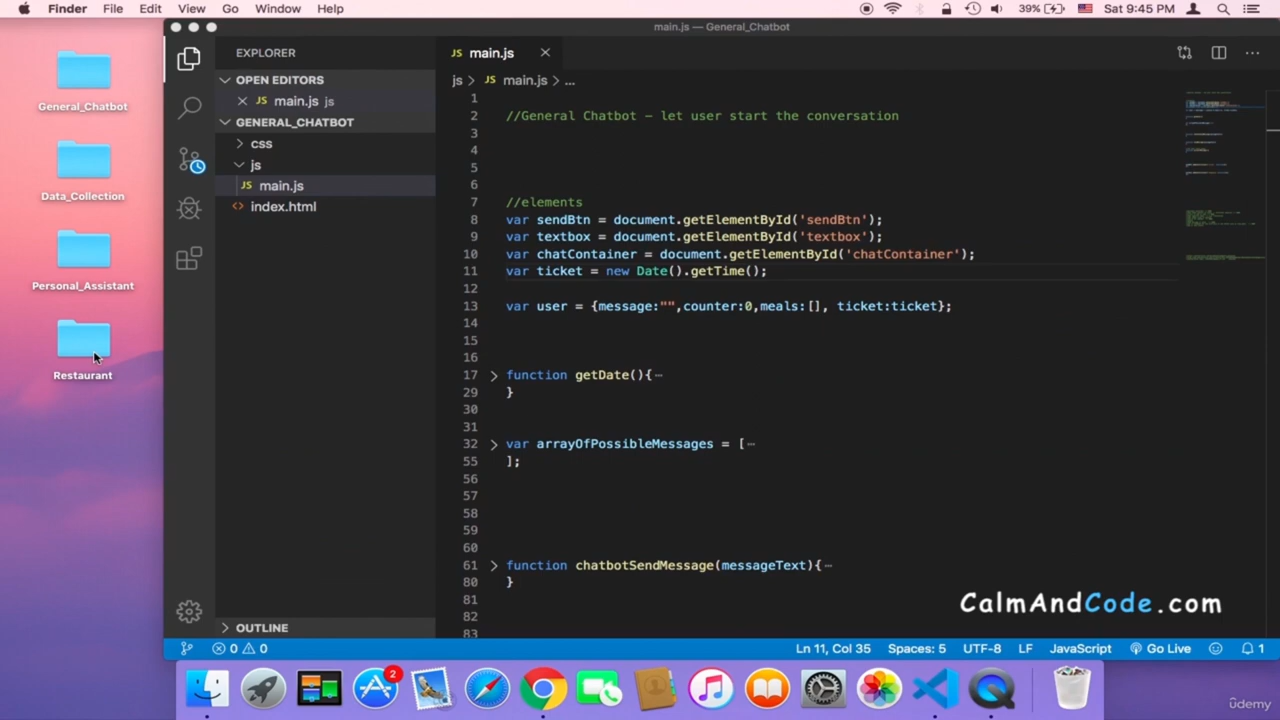 Finder File Edit View Go Window Help
39% Sat 9:45 PM
main.js — General_Chatbot
General_Chatbot
Data_Collection
Personal_Assistant
Restaurant
EXPLORER
OPEN EDITORS
JS main.js js
GENERAL_CHATBOT
css
js
JS main.js
<> index.html
OUTLINE
JS main.js
js > JS main.js > ...
1
2 //General Chatbot – let user start the conversation
3
4
5
6
7 //elements
8 var sendBtn = document.getElementById('sendBtn');
9 var textbox = document.getElementById('textbox');
10 var chatContainer = document.getElementById('chatContainer');
11 var ticket = new Date().getTime();
12
13 var user = {message:"",counter:0,meals:[], ticket:ticket};
14
15
16
17 function getDate(){⋯
29 }
30
31
32 var arrayOfPossibleMessages = [⋯
55 ];
56
57
58
59
60
61 function chatbotSendMessage(messageText){⋯
80 }
81
82
83
CalmAndCode.com
0 0 Ln 11, Col 35 Spaces: 5 UTF-8 LF JavaScript Go Live 1
2
udemy